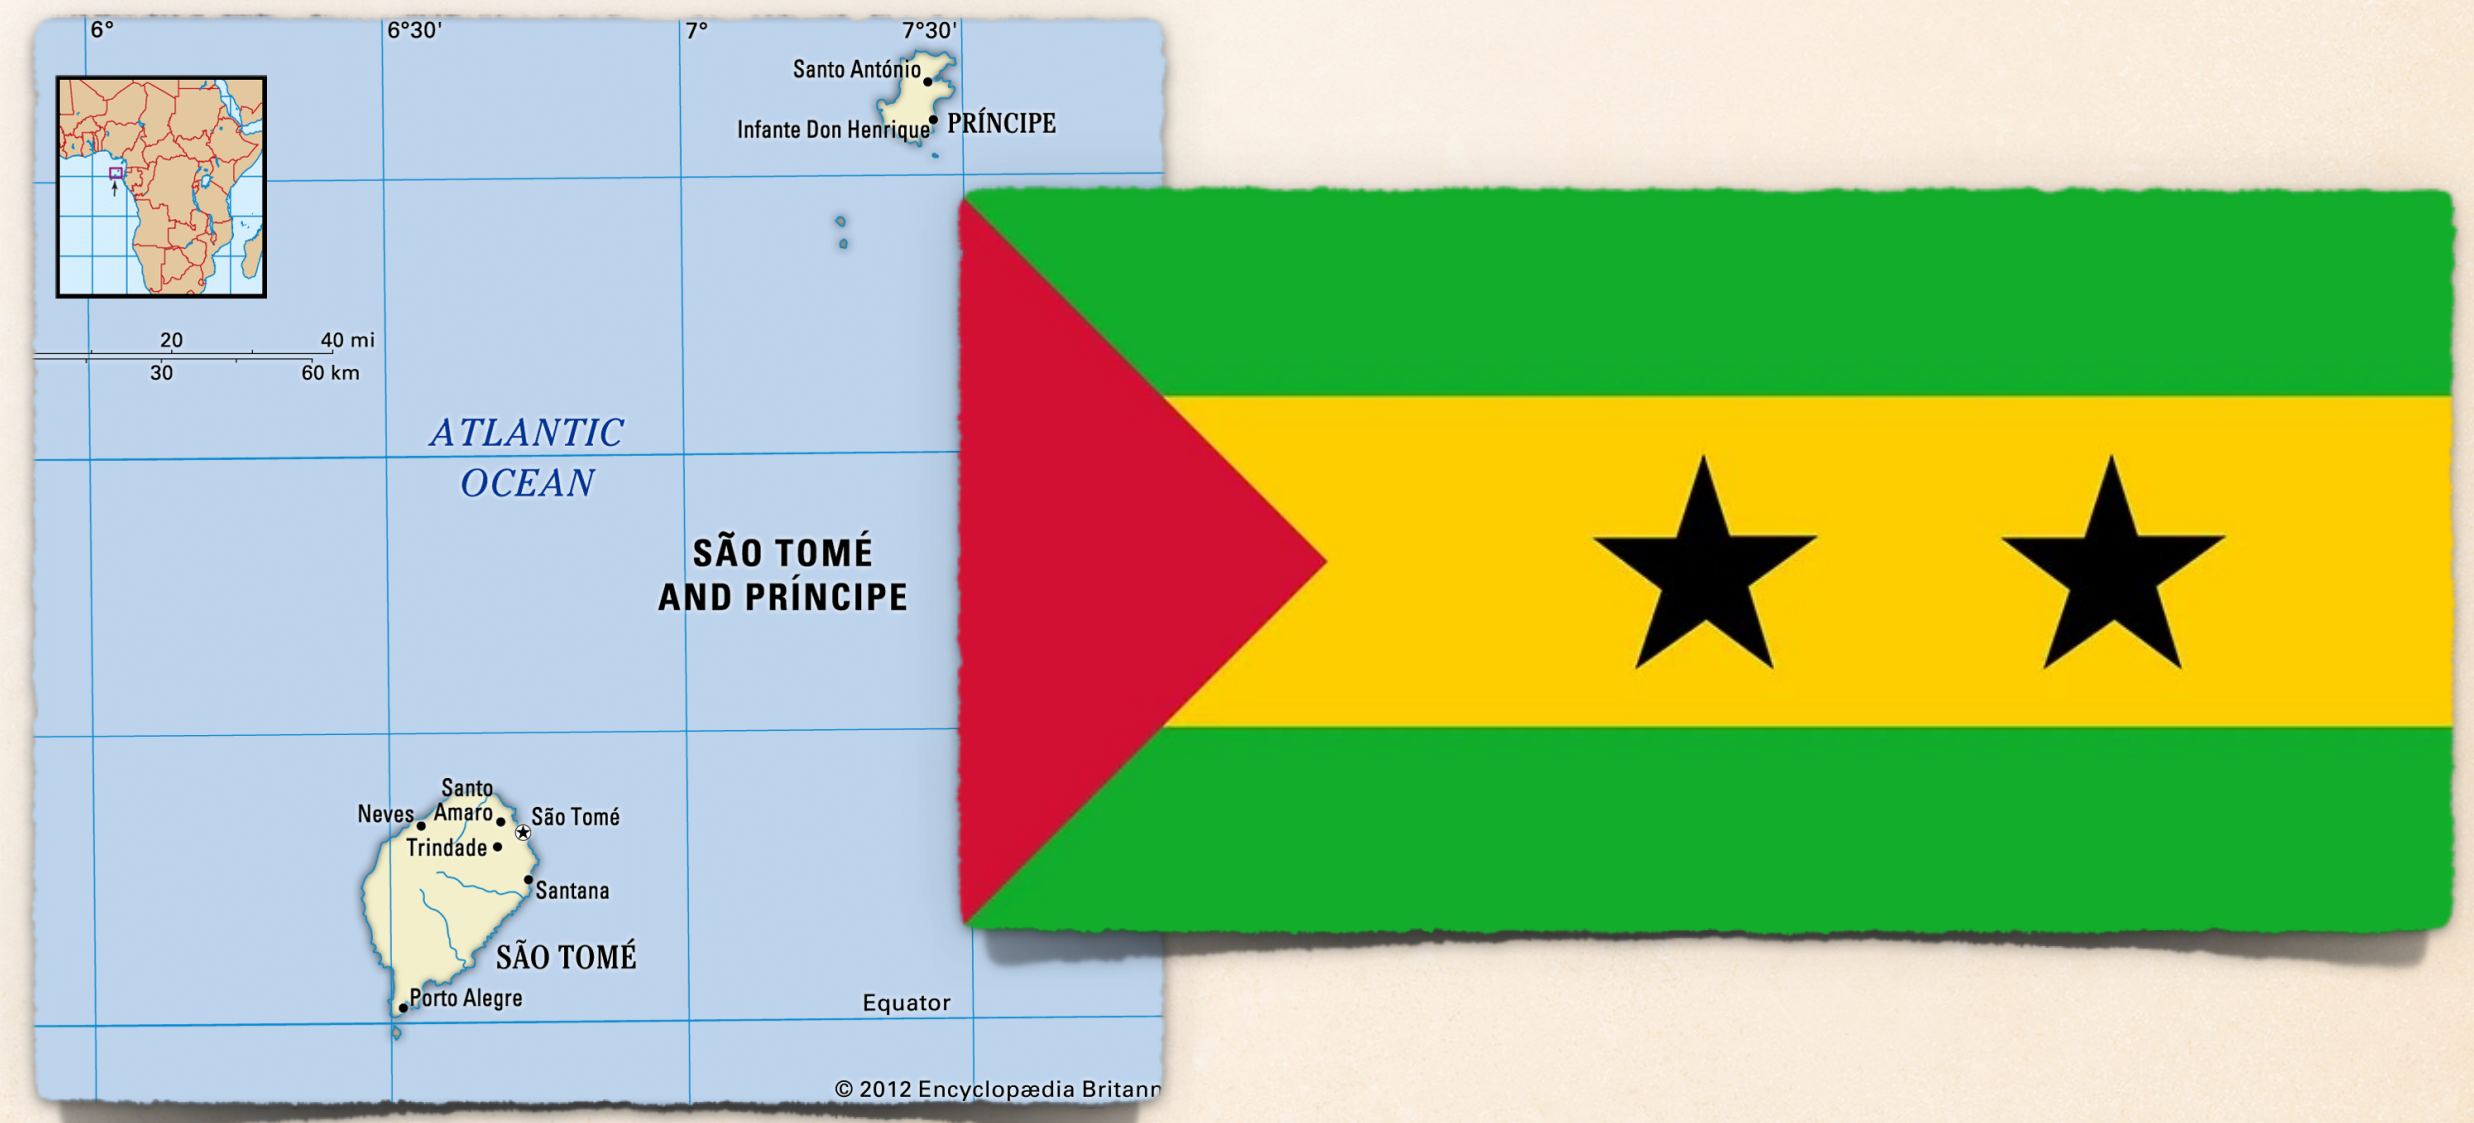 6° 6°30' 7° 7°30'
Santo António
Infante Don Henrique
PRÍNCIPE
20 40 mi
30 60 km
ATLANTIC
OCEAN
SÃO TOMÉ
AND PRÍNCIPE
Santo
Amaro
Neves
São Tomé
Trindade
Santana
SÃO TOMÉ
Porto Alegre
Equator
© 2012 Encyclopædia Britann